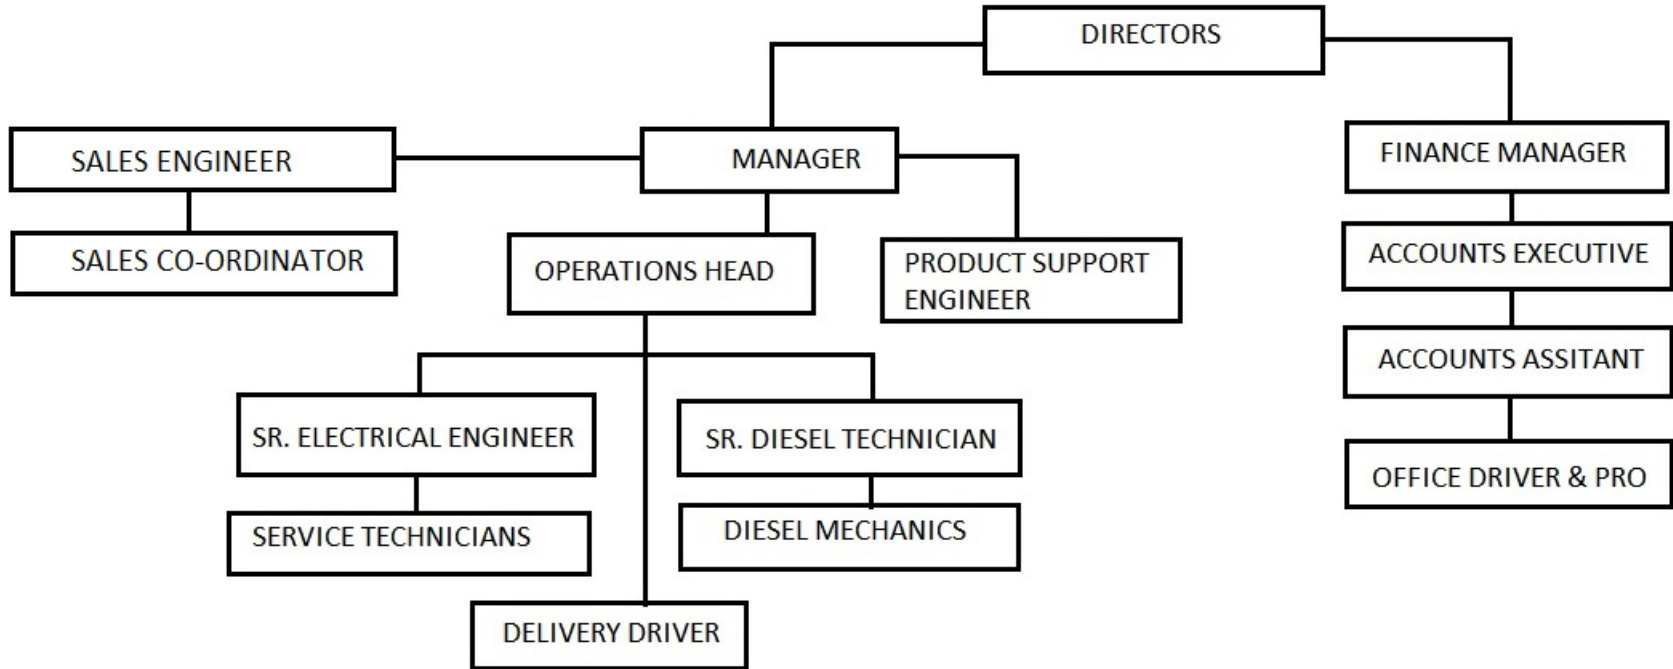 DIRECTORS
SALES ENGINEER
MANAGER
FINANCE MANAGER
SALES CO-ORDINATOR
OPERATIONS HEAD
PRODUCT SUPPORT
ENGINEER
ACCOUNTS EXECUTIVE
ACCOUNTS ASSITANT
SR. ELECTRICAL ENGINEER
SR. DIESEL TECHNICIAN
OFFICE DRIVER & PRO
SERVICE TECHNICIANS
DIESEL MECHANICS
DELIVERY DRIVER